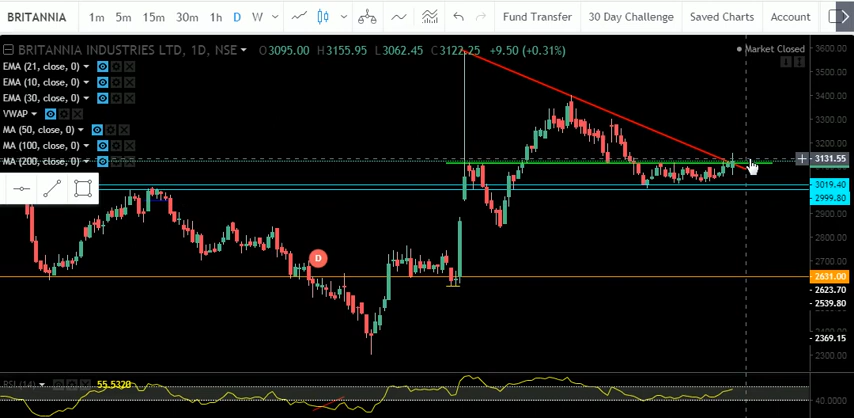 BRITANNIA 1m 5m 15m 30m 1h D W Fund Transfer 30 Day Challenge Saved Charts Account
BRITANNIA INDUSTRIES LTD, 1D, NSE O3095.00 H3155.95 L3062.45 C3122.25 +9.50 (+0.31%)
Market Closed
EMA (21, close, 0)
EMA (10, close, 0)
EMA (30, close, 0)
VWAP
MA (50, close, 0)
MA (100, close, 0)
MA (200, close, 0)
D
3600.00
3400.00
3200.00
3131.55
3019.40
2999.80
2900.00
2800.00
2700.00
2631.00
2623.70
2539.80
2369.15
2300.00
RSI (14) 55.5320
40.0000